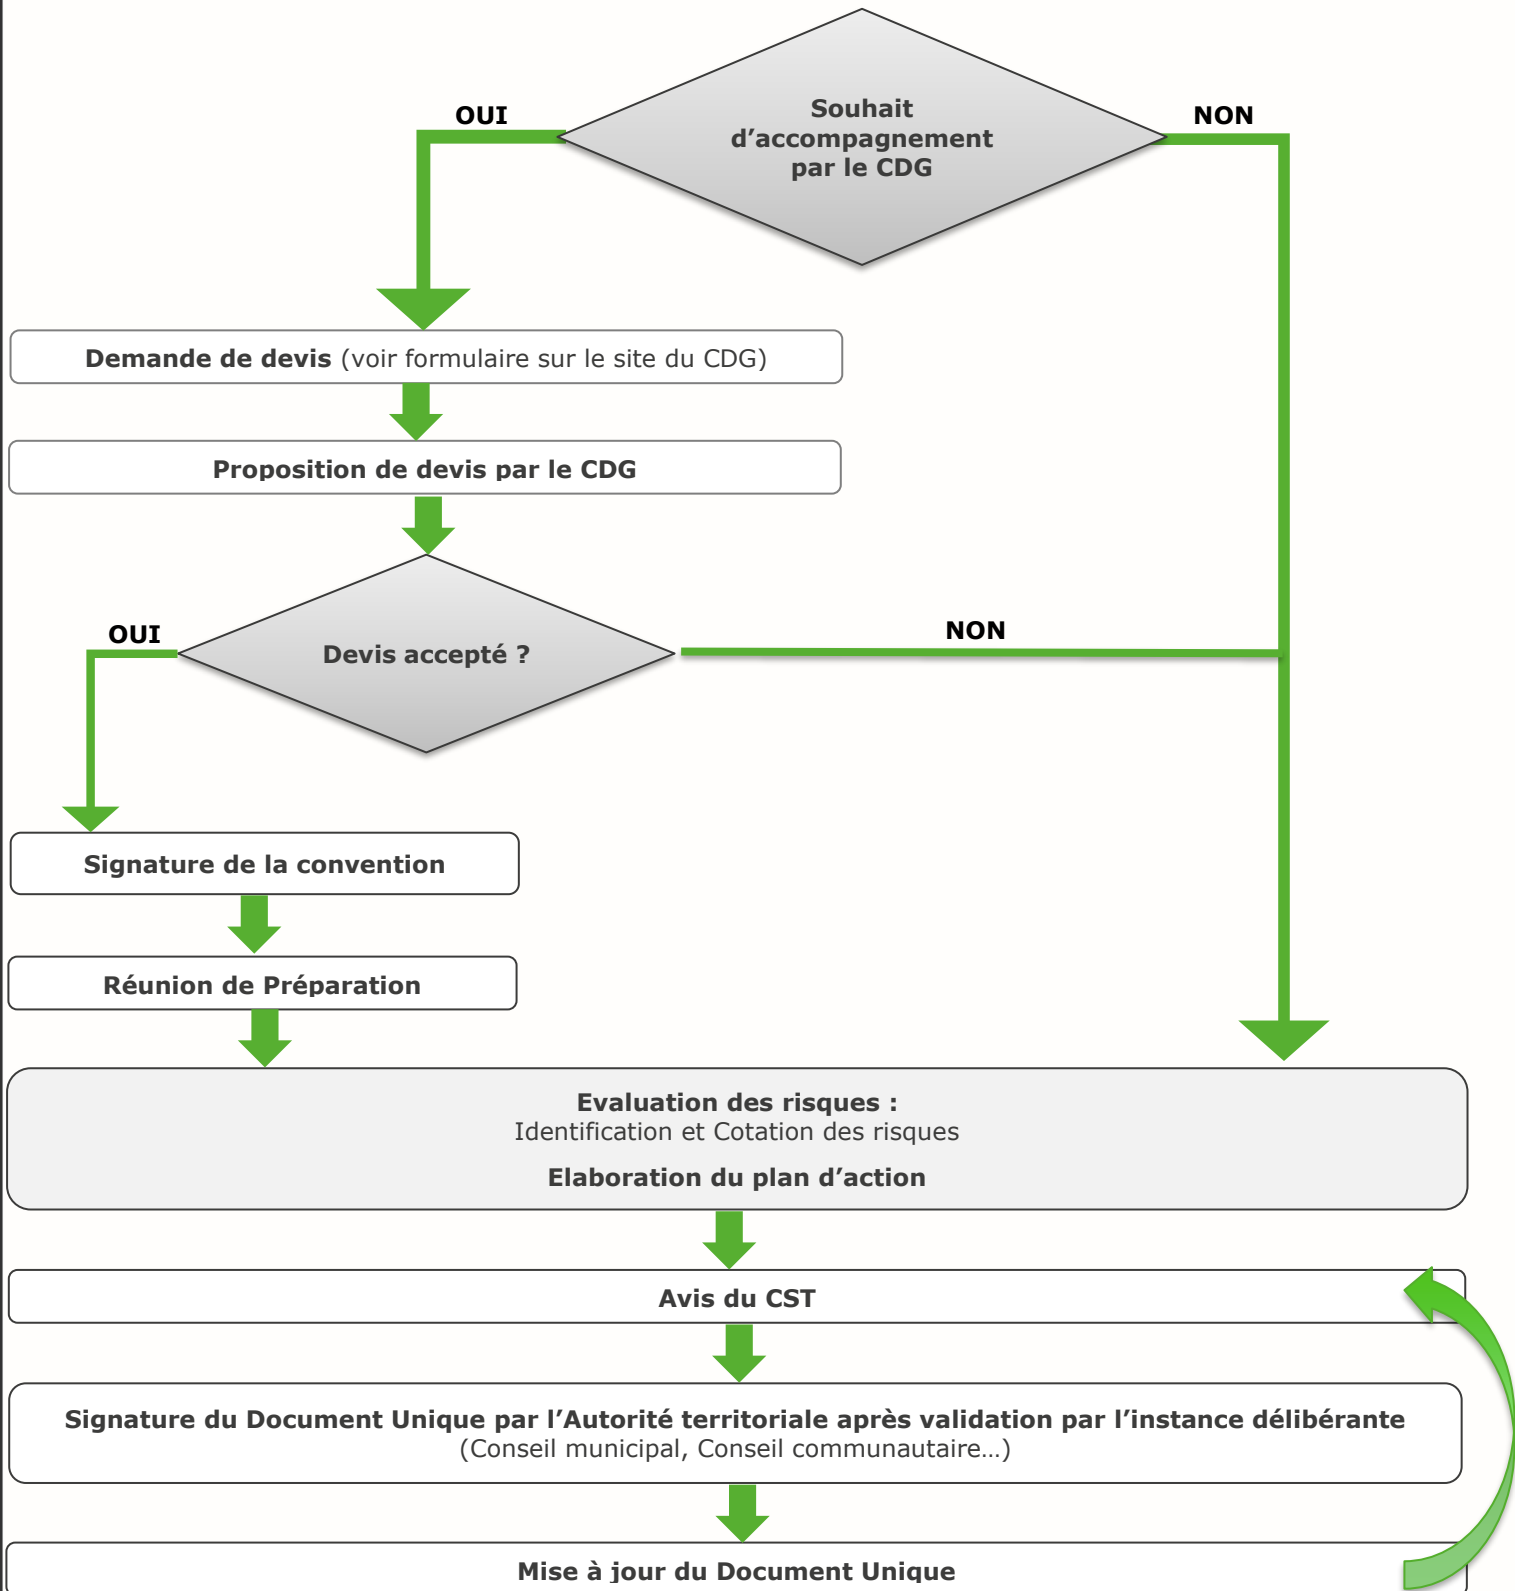 OUI
NON
Souhait
d’accompagnement
par le CDG
Demande de devis (voir formulaire sur le site du CDG)
Proposition de devis par le CDG
OUI
Devis accepté ?
NON
Signature de la convention
Réunion de Préparation
Evaluation des risques :
Identification et Cotation des risques
Elaboration du plan d’action
Avis du CST
Signature du Document Unique par l’Autorité territoriale après validation par l’instance délibérante
(Conseil municipal, Conseil communautaire…)
Mise à jour du Document Unique